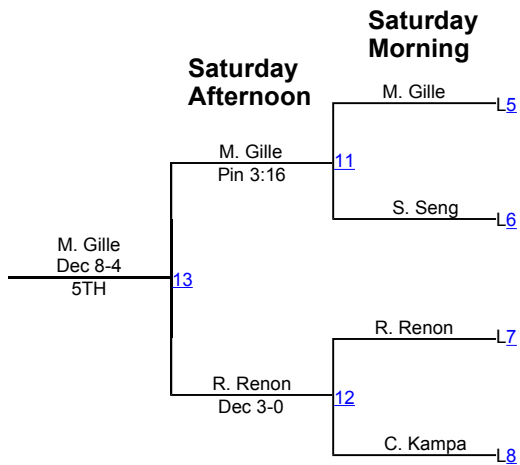 Saturday
Morning
Saturday
Afternoon
M. Gille
L5
M. Gille
11
Pin 3:16
S. Seng
L6
M. Gille
Dec 8-4
13
5TH
R. Renon
L7
R. Renon
12
Dec 3-0
C. Kampa
L8